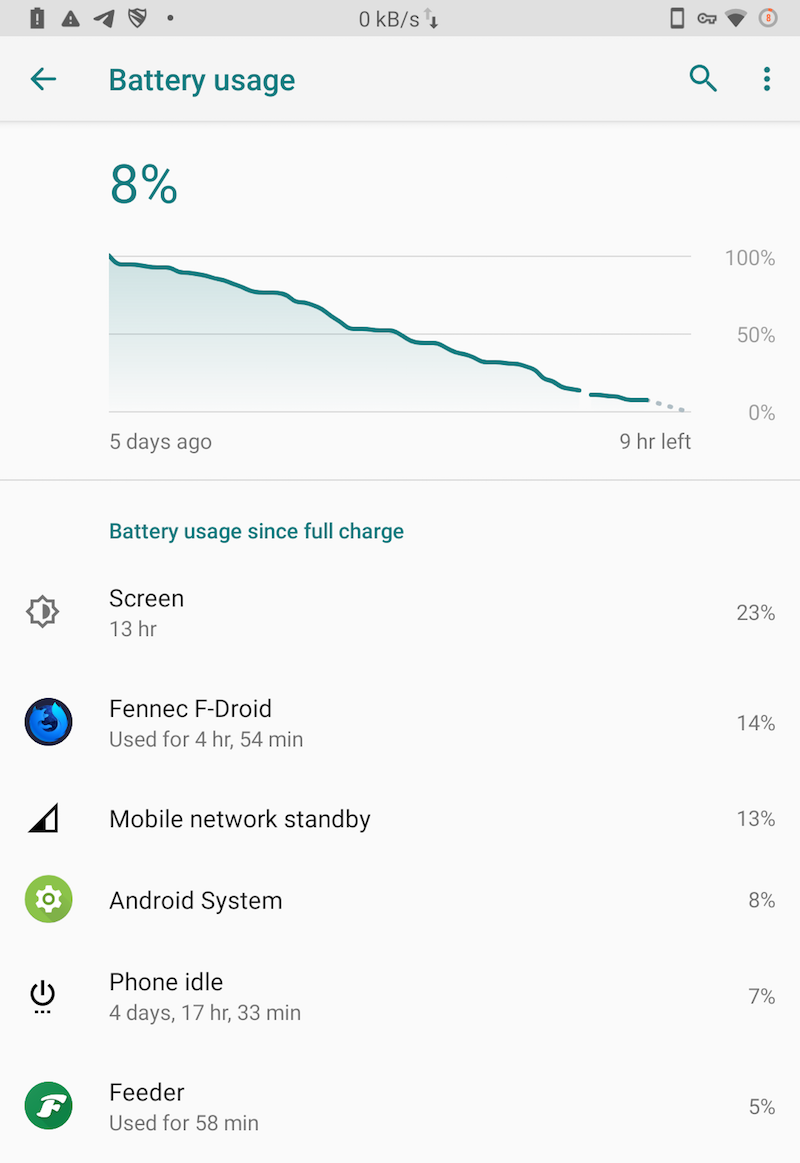 0 kB/s
8
Battery usage
8%
100%
50%
0%
5 days ago 9 hr left
Battery usage since full charge
Screen
13 hr
23%
Fennec F-Droid
Used for 4 hr, 54 min
14%
Mobile network standby
13%
Android System
8%
Phone idle
4 days, 17 hr, 33 min
7%
Feeder
Used for 58 min
5%